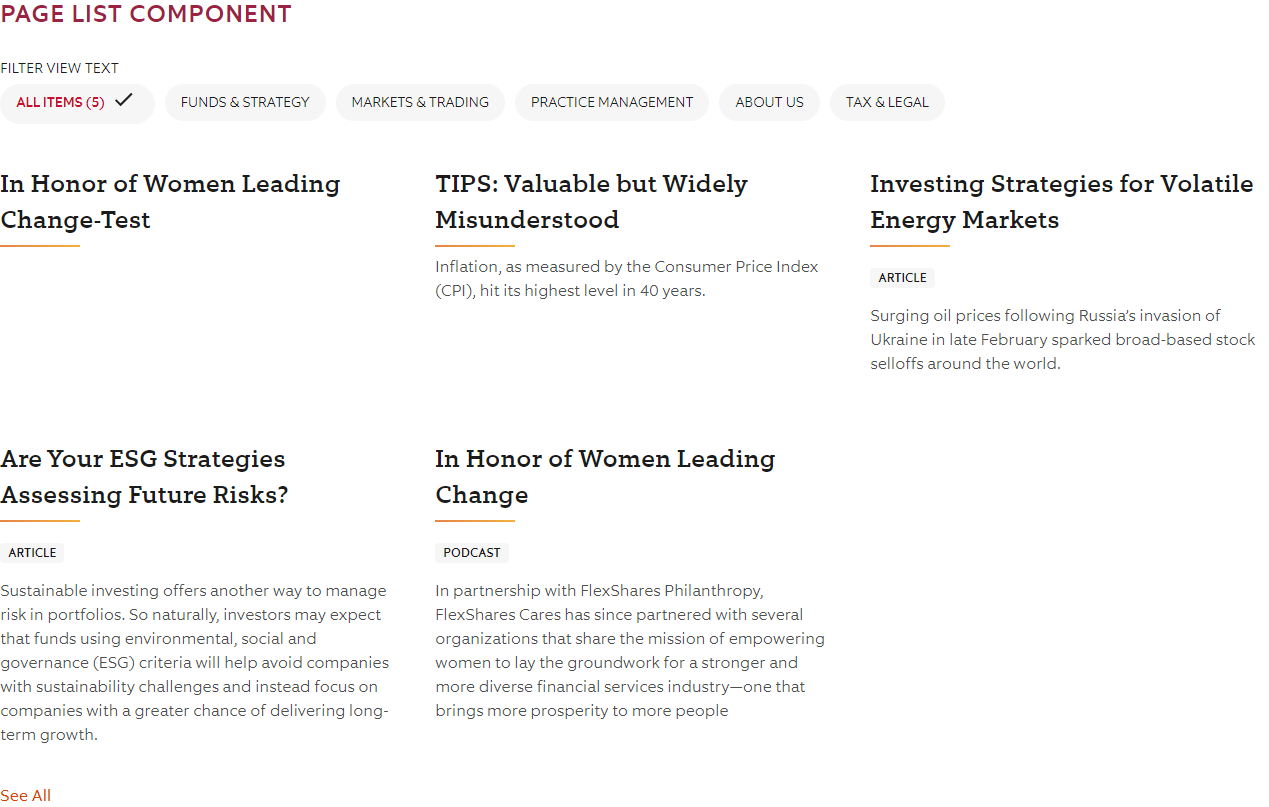 PAGE LIST COMPONENT
FILTER VIEW TEXT
ALL ITEMS (5)
FUNDS & STRATEGY
MARKETS & TRADING
PRACTICE MANAGEMENT
ABOUT US
TAX & LEGAL
In Honor of Women Leading
Change-Test
TIPS: Valuable but Widely
Misunderstood
Inflation, as measured by the Consumer Price Index
(CPI), hit its highest level in 40 years.
Investing Strategies for Volatile
Energy Markets
ARTICLE
Surging oil prices following Russia’s invasion of
Ukraine in late February sparked broad-based stock
selloffs around the world.
Are Your ESG Strategies
Assessing Future Risks?
ARTICLE
Sustainable investing offers another way to manage
risk in portfolios. So naturally, investors may expect
that funds using environmental, social and
governance (ESG) criteria will help avoid companies
with sustainability challenges and instead focus on
companies with a greater chance of delivering long-
term growth.
In Honor of Women Leading
Change
PODCAST
In partnership with FlexShares Philanthropy,
FlexShares Cares has since partnered with several
organizations that share the mission of empowering
women to lay the groundwork for a stronger and
more diverse financial services industry—one that
brings more prosperity to more people
See All